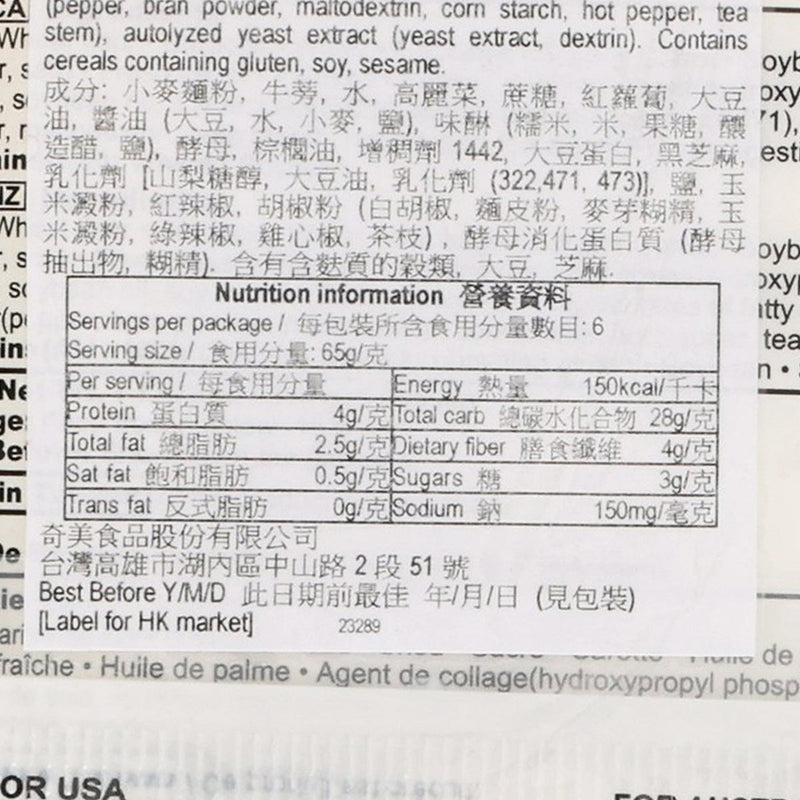 (pepper, bran powder, maltodextrin, corn starch, hot pepper, tea
stem), autolyzed yeast extract (yeast extract, dextrin). Contains
cereals containing gluten, soy, sesame.
成分: 小麥麵粉, 牛蒡, 水, 高麗菜, 蔗糖, 紅蘿蔔, 大豆
油, 醬油 (大豆, 水, 小麥, 鹽), 味醂 (糯米, 米, 果糖, 釀
造醋, 鹽), 酵母, 棕櫚油, 增稠劑 1442, 大豆蛋白, 黑芝麻,
乳化劑 [山梨糖醇, 大豆油, 乳化劑 (322,471, 473)], 鹽, 玉
米澱粉, 紅辣椒, 胡椒粉 (白胡椒, 麵皮粉, 麥芽糊精, 玉
米澱粉, 綠辣椒, 雞心椒, 茶枝) , 酵母消化蛋白質 (酵母
抽出物, 糊精). 含有含麩質的穀類, 大豆, 芝麻.
Nutrition information 營養資料
Servings per package / 每包裝所含食用分量數目: 6
Serving size / 食用分量: 65g/克
Per serving / 每食用分量 Energy 熱量 150kcal/千卡
Protein 蛋白質 4g/克 Total carb 總碳水化合物 28g/克
Total fat 總脂肪 2.5g/克 Dietary fiber 膳食纖維 4g/克
Sat fat 飽和脂肪 0.5g/克 Sugars 糖 3g/克
Trans fat 反式脂肪 0g/克 Sodium 鈉 150mg/毫克
奇美食品股份有限公司
台灣高雄市湖內區中山路 2 段 51 號
Best Before Y/M/D 此日期前最佳 年/月/日 (見包裝)
[Label for HK market] 23289
fraîche • Huile de palme • Agent de collage(hydroxypropyl phosp
OR USA